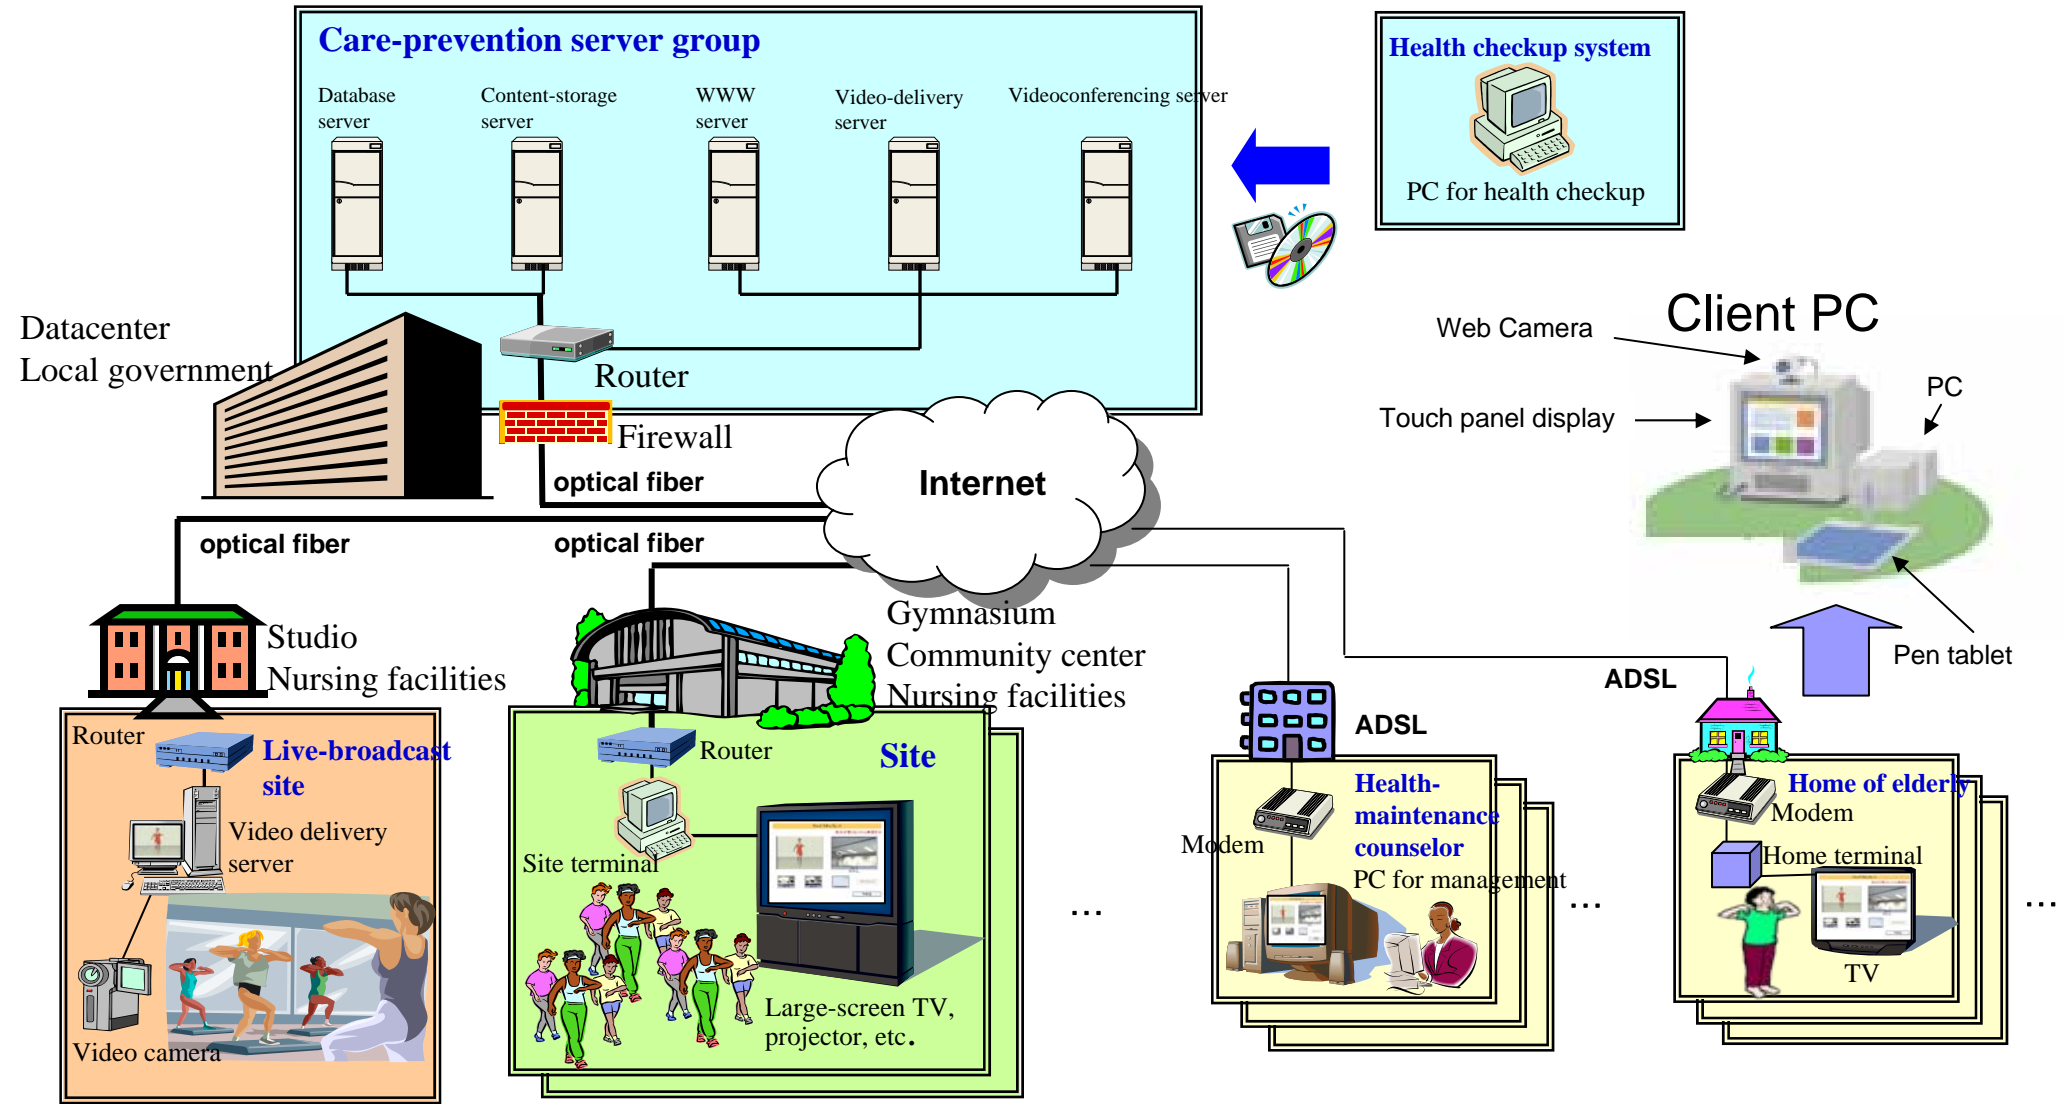 Care-prevention server group
Database
server
Content-storage
server
WWW
server
Video-delivery
server
Videoconferencing server
Health checkup system
PC for health checkup
Datacenter
Local government
Router
Firewall
optical fiber
Internet
optical fiber
optical fiber
Client PC
Web Camera
PC
Touch panel display
Pen tablet
Studio
Nursing facilities
Gymnasium
Community center
Nursing facilities
ADSL
ADSL
Router
Live-broadcast
site
Video delivery
server
Video camera
Router
Site
Site terminal
Large-screen TV,
projector, etc.
...
Modem
Health-
maintenance
counselor
PC for management
...
Home of elderly
Modem
Home terminal
TV
...